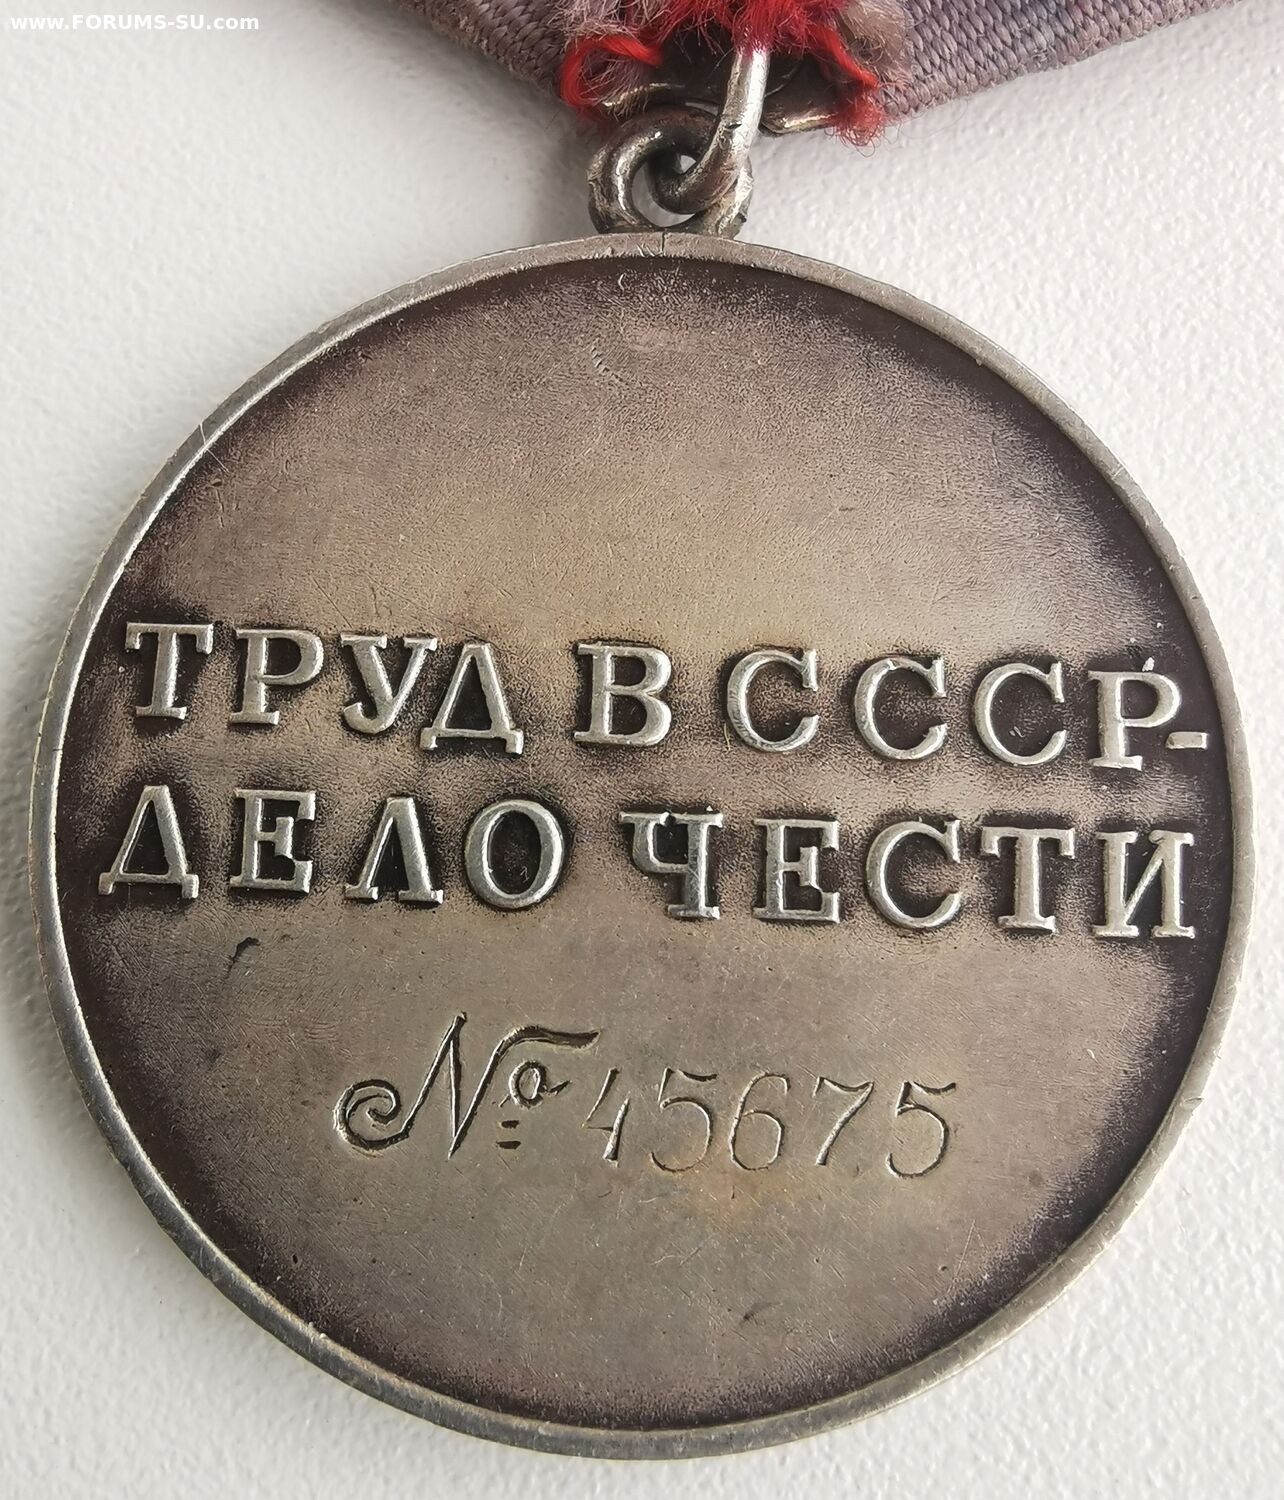 www.FORUMS-SU.com
ТРУД В СССР-
ДЕЛО ЧЕСТИ
№ 45675